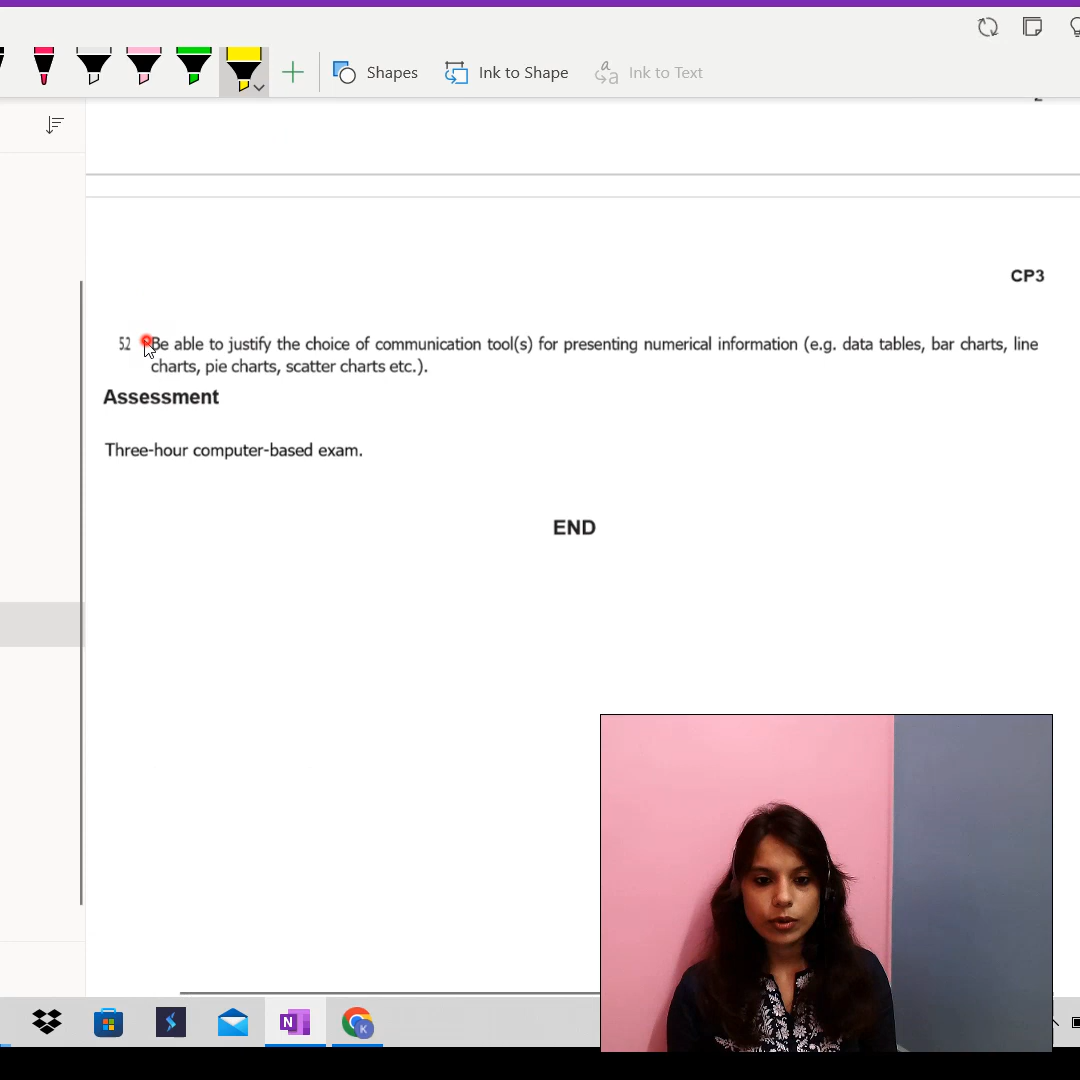 Shapes
Ink to Shape
Ink to Text
CP3
52 Be able to justify the choice of communication tool(s) for presenting numerical information (e.g. data tables, bar charts, line
charts, pie charts, scatter charts etc.).
Assessment
Three-hour computer-based exam.
END
N
K